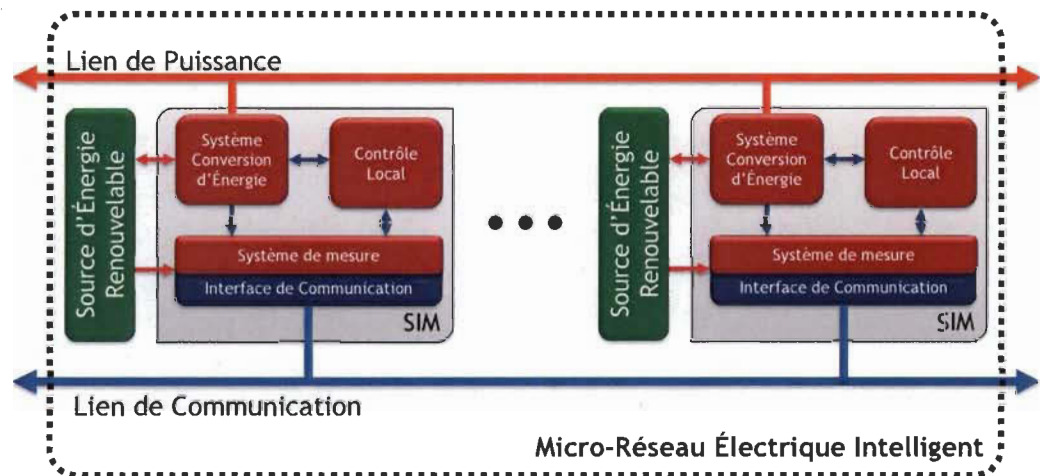 Lien de Puissance
Source d'Énergie
Renouvelable
Système
Conversion
d'Énergie
Contrôle
Local
Système de mesure
Interface de Communication
SIM
Source d'Énergie
Renouvelable
Système
Conversion
d'Énergie
Contrôle
Local
Système de mesure
Interface de Communication
SIM
Lien de Communication
Micro-Réseau Électrique Intelligent